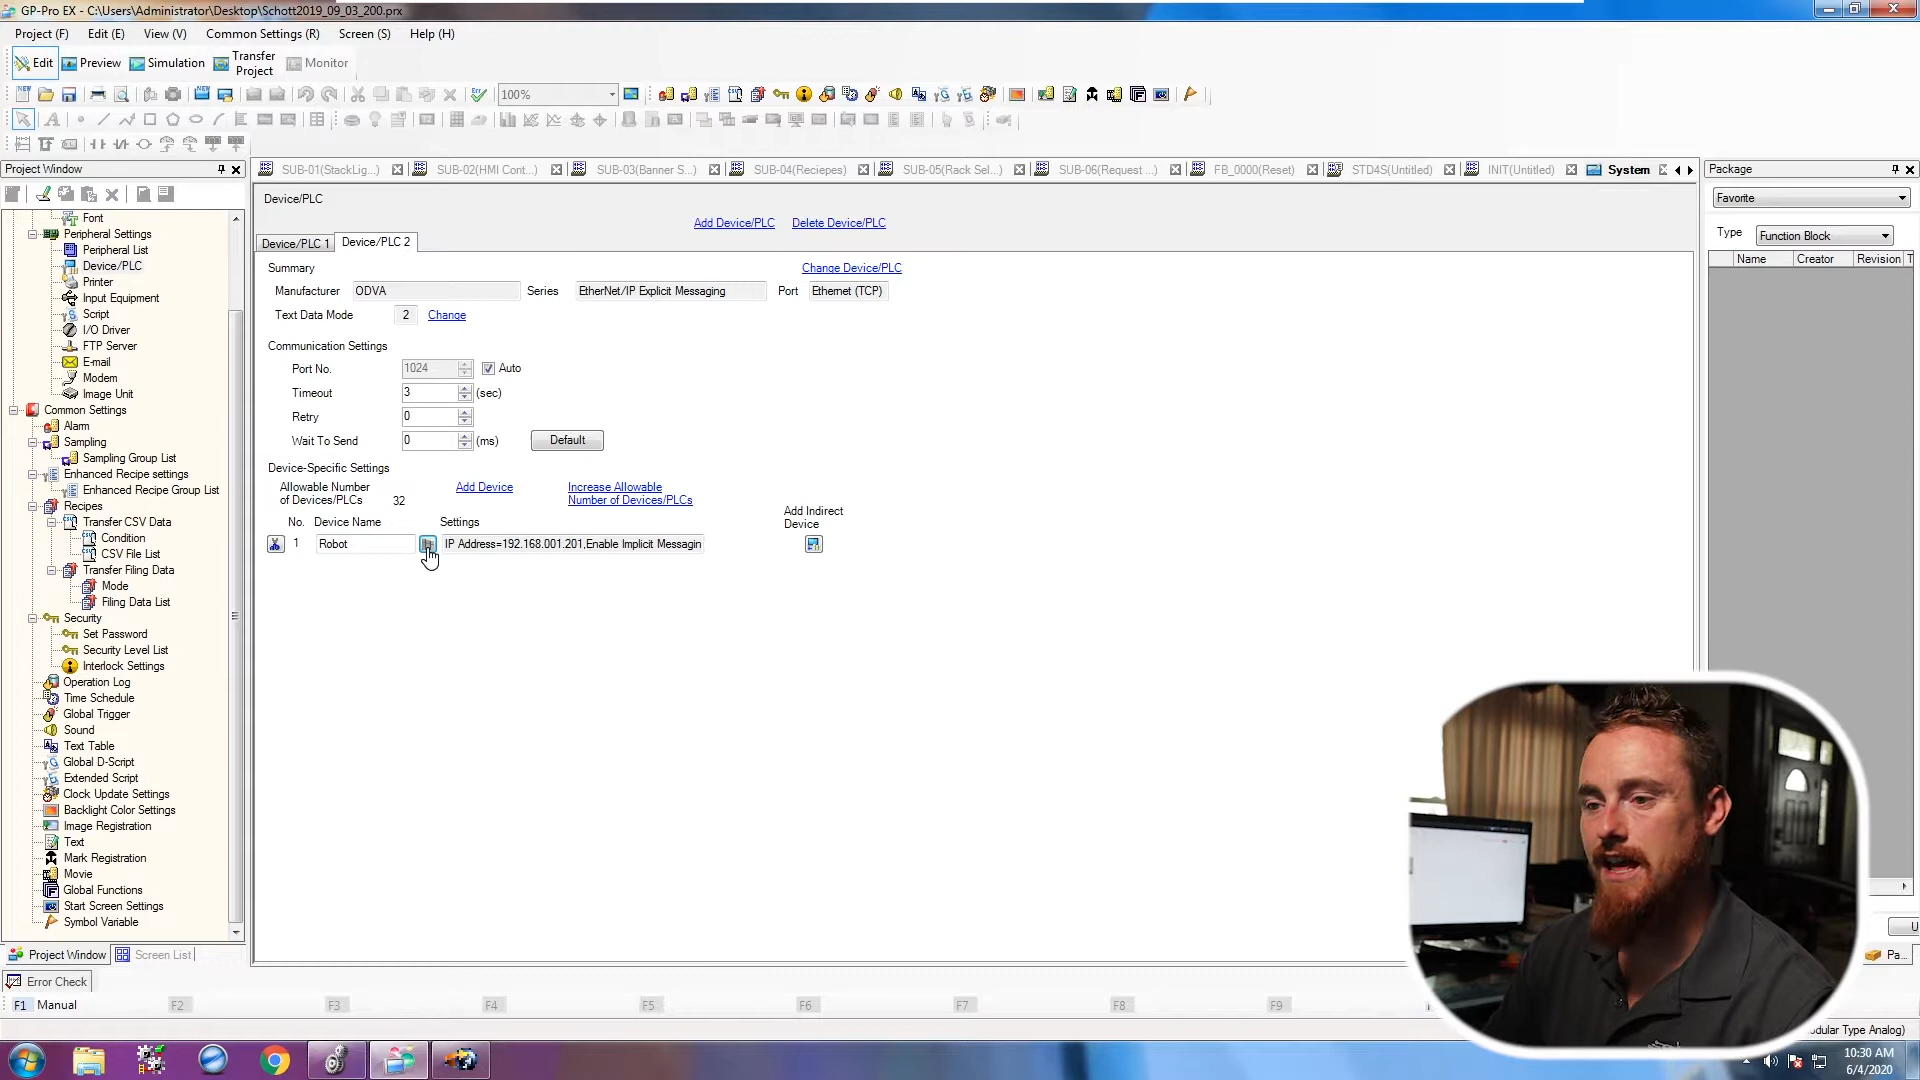 GP-Pro EX - C:\Users\Administrator\Desktop\Schott2019_09_03_200.prx
Project (F) Edit (E) View (V) Common Settings (R) Screen (S) Help (H)
Edit Preview Simulation Transfer Project Monitor
100%
Project Window
SUB-01(StackLig...) SUB-02(HMI Cont...) SUB-03(Banner S...) SUB-04(Reciepes) SUB-05(Rack Sel...) SUB-06(Request ...) FB_0000(Reset) STD4S(Untitled) INIT(Untitled) System
Package
Favorite
Type Function Block
Name Creator Revision T
Font
Peripheral Settings
Peripheral List
Device/PLC
Printer
Input Equipment
Script
I/O Driver
FTP Server
E-mail
Modem
Image Unit
Common Settings
Alarm
Sampling
Sampling Group List
Enhanced Recipe settings
Enhanced Recipe Group List
Recipes
Transfer CSV Data
Condition
CSV File List
Transfer Filing Data
Mode
Filing Data List
Security
Set Password
Security Level List
Interlock Settings
Operation Log
Time Schedule
Global Trigger
Sound
Text Table
Global D-Script
Extended Script
Clock Update Settings
Backlight Color Settings
Image Registration
Text
Mark Registration
Movie
Global Functions
Start Screen Settings
Symbol Variable
Device/PLC
Add Device/PLC Delete Device/PLC
Device/PLC 1 Device/PLC 2
Summary Change Device/PLC
Manufacturer ODVA Series EtherNet/IP Explicit Messaging Port Ethernet (TCP)
Text Data Mode 2 Change
Communication Settings
Port No. 1024 Auto
Timeout 3 (sec)
Retry 0
Wait To Send 0 (ms) Default
Device-Specific Settings
Allowable Number of Devices/PLCs 32 Add Device Increase Allowable Number of Devices/PLCs
No. Device Name Settings Add Indirect Device
1 Robot IP Address=192.168.001.201,Enable Implicit Messagin
Project Window Screen List
U
Pa...
Error Check
F1 Manual F2 F3 F4 F5 F6 F7 F8 F9
odular Type Analog)
10:30 AM
6/4/2020